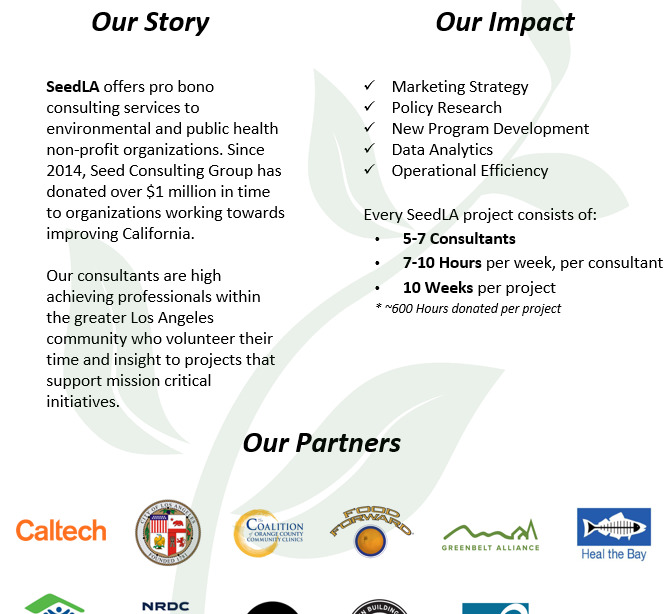 Our Story
SeedLA offers pro bono
consulting services to
environmental and public health
non-profit organizations. Since
2014, Seed Consulting Group has
donated over $1 million in time
to organizations working towards
improving California.
Our consultants are high
achieving professionals within
the greater Los Angeles
community who volunteer their
time and insight to projects that
support mission critical
initiatives.
Our Impact
✓ Marketing Strategy
✓ Policy Research
✓ New Program Development
✓ Data Analytics
✓ Operational Efficiency
Every SeedLA project consists of:
• 5-7 Consultants
• 7-10 Hours per week, per consultant
• 10 Weeks per project
* ~600 Hours donated per project
Our Partners
Caltech
CITY OF LOS ANGELES
FOUNDED 1781
The
COALITION
OF ORANGE COUNTY
COMMUNITY CLINICS
FOOD
FORWARD
GREENBELT ALLIANCE
Heal the Bay
NRDC
BUILDING